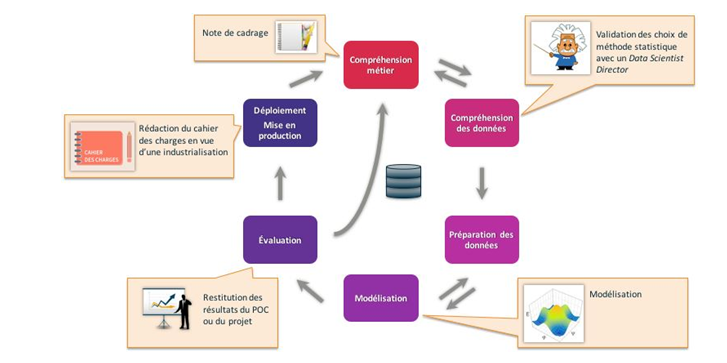 Note de cadrage
Compréhension
métier
Validation des choix de
méthode statistique
avec un Data Scientist
Director
Déploiement
Mise en
production
Compréhension
des données
Rédaction du cahier
des charges en vue
d'une industrialisation
CAHIER
DES CHARGES
Évaluation
Préparation des
données
Restitution des
résultats du POC
ou du projet
Modélisation
Modélisation